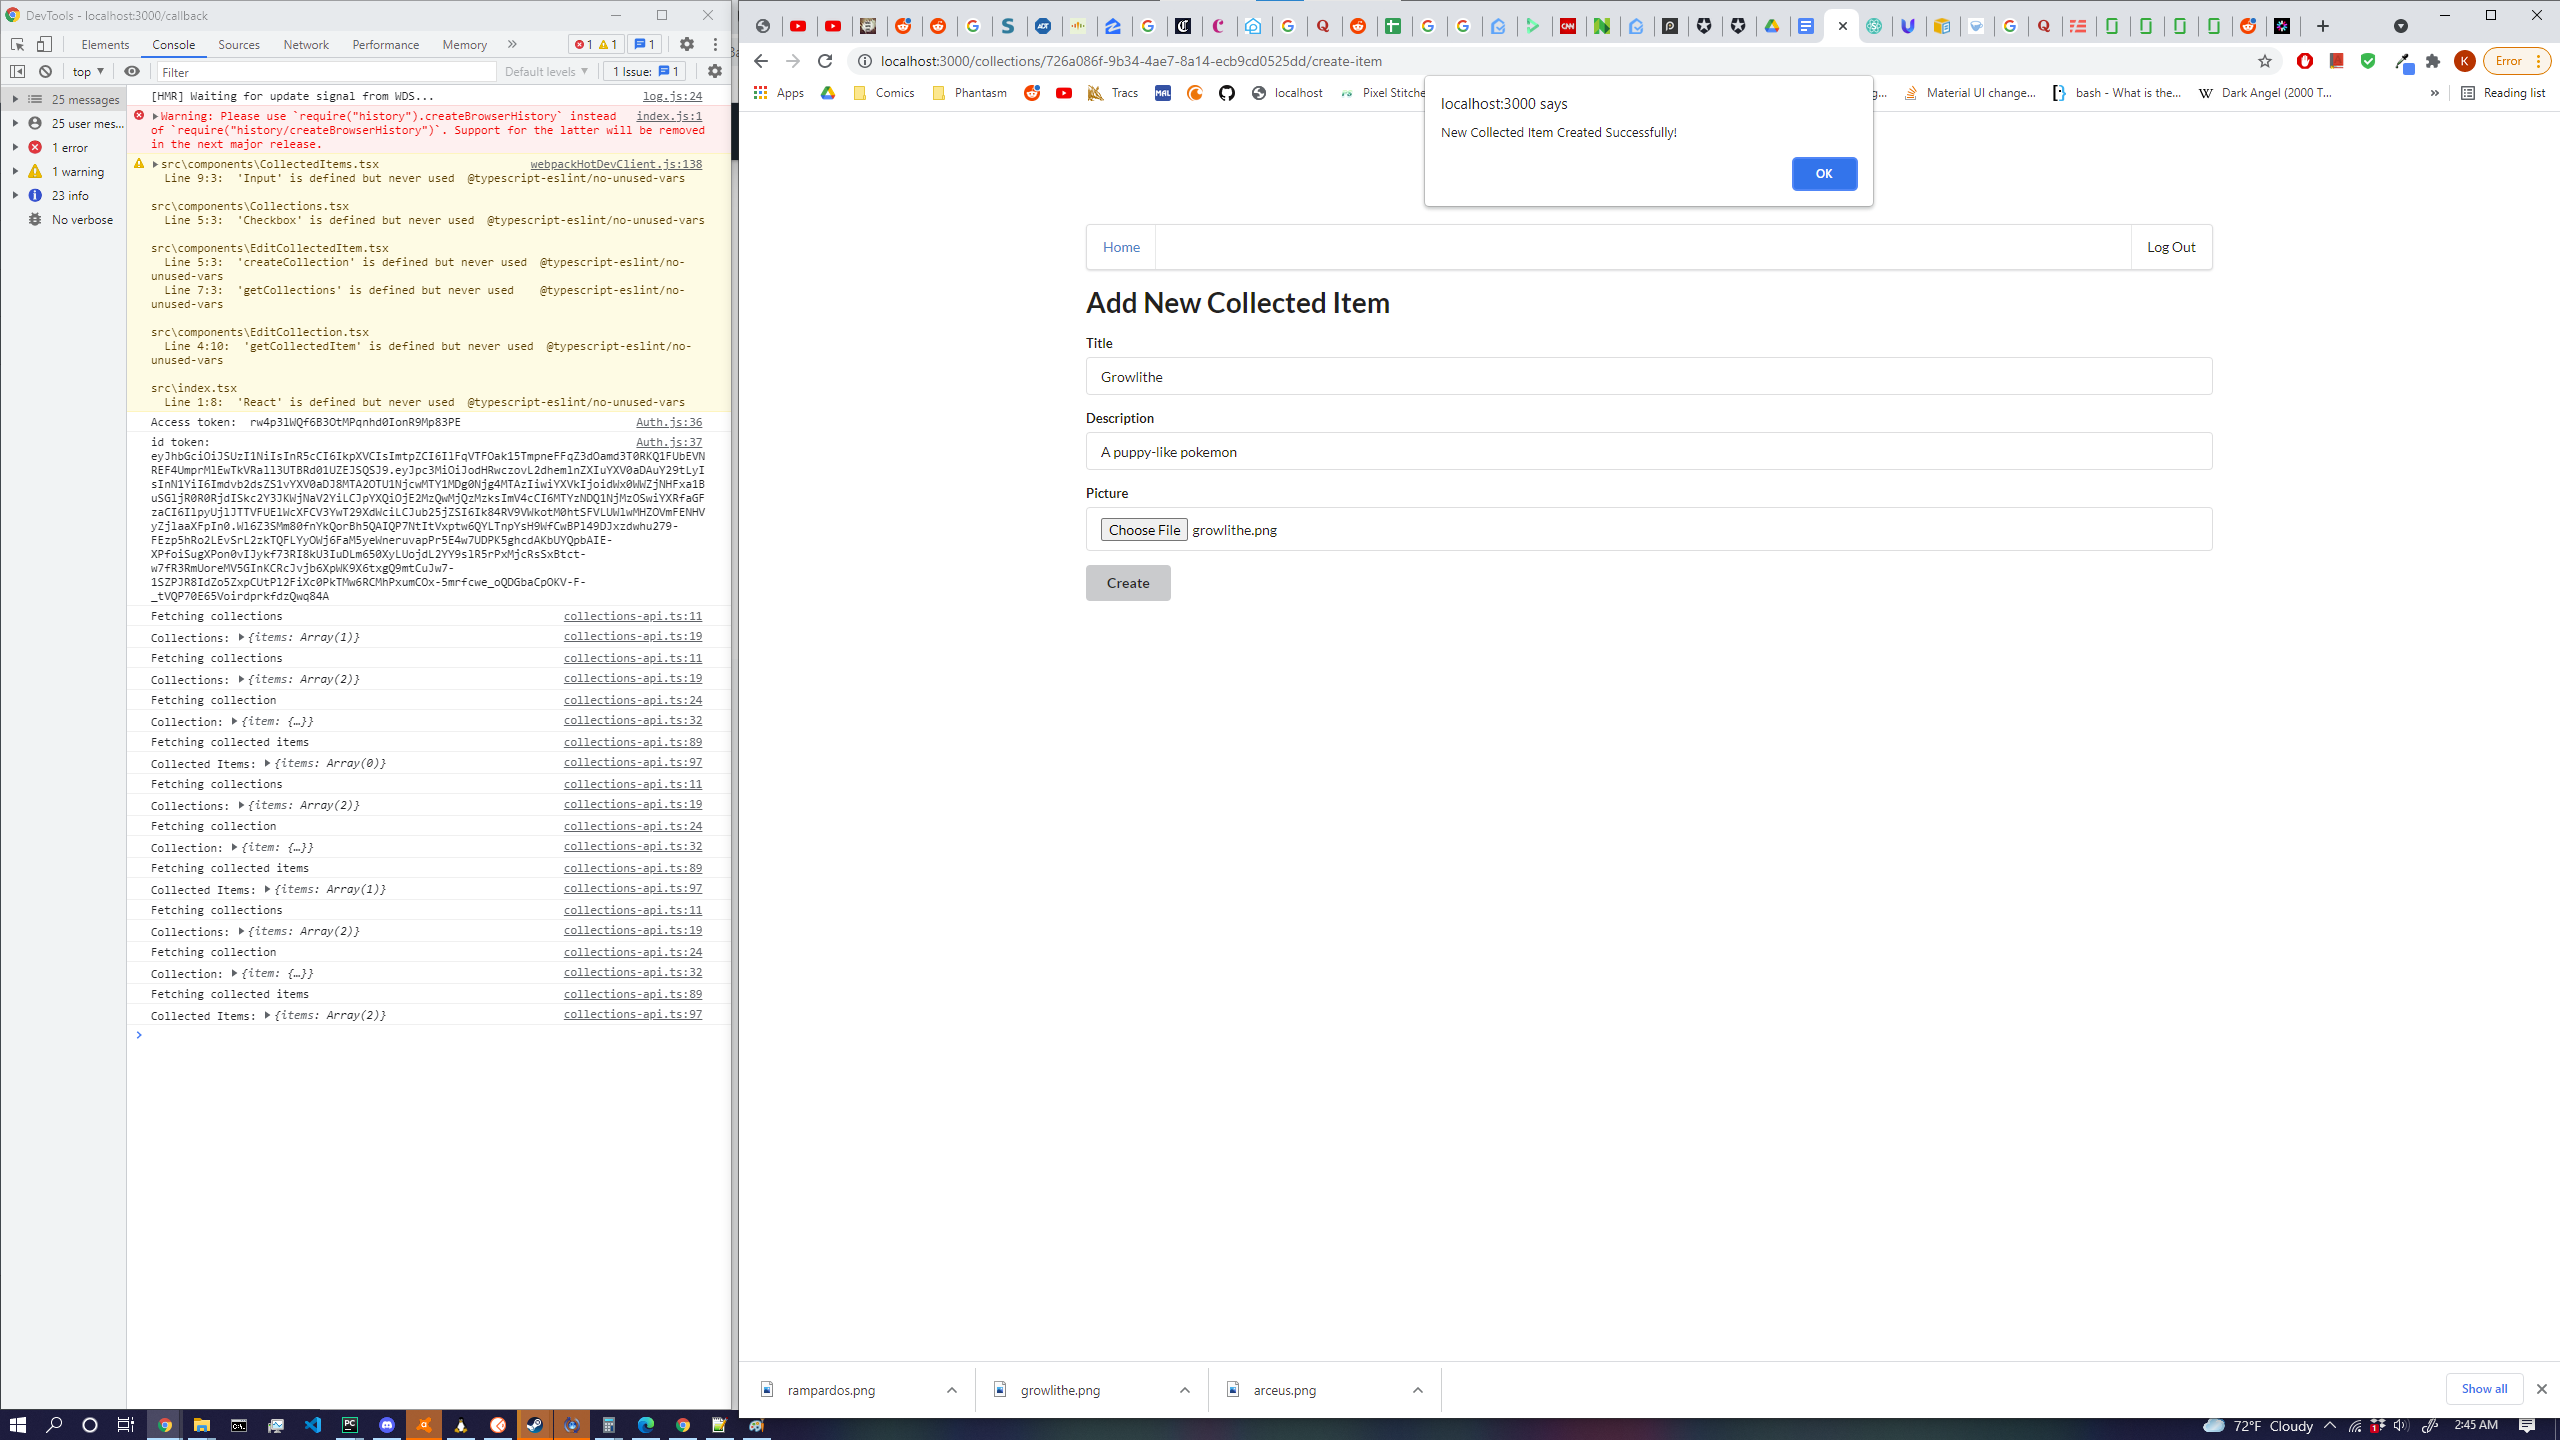 DevTools - localhost:3000/callback
Elements Console Sources Network Performance Memory » 1 1 1
top ▼ Filter Default levels ▼ 1 Issue: 1
25 messages
25 user mes...
1 error
1 warning
23 info
No verbose
[HMR] Waiting for update signal from WDS... log.js:24
Warning: Please use `require("history").createBrowserHistory` instead index.js:1
of `require("history/createBrowserHistory")`. Support for the latter will be removed
in the next major release.
src\components\CollectedItems.tsx webpackHotDevClient.js:138
Line 9:3: 'Input' is defined but never used @typescript-eslint/no-unused-vars
src\components\Collections.tsx
Line 5:3: 'Checkbox' is defined but never used @typescript-eslint/no-unused-vars
src\components\EditCollectedItem.tsx
Line 5:3: 'createCollection' is defined but never used @typescript-eslint/no-
unused-vars
Line 7:3: 'getCollections' is defined but never used @typescript-eslint/no-
unused-vars
src\components\EditCollection.tsx
Line 4:10: 'getCollectedItem' is defined but never used @typescript-eslint/no-
unused-vars
src\index.tsx
Line 1:8: 'React' is defined but never used @typescript-eslint/no-unused-vars
Access token: Auth.js:36
id token: Auth.js:37
Fetching collections collections-api.ts:11
Collections: {items: Array(1)} collections-api.ts:19
Fetching collections collections-api.ts:11
Collections: {items: Array(2)} collections-api.ts:19
Fetching collection collections-api.ts:24
Collection: {item: {…}} collections-api.ts:32
Fetching collected items collections-api.ts:89
Collected Items: {items: Array(0)} collections-api.ts:97
Fetching collections collections-api.ts:11
Collections: {items: Array(2)} collections-api.ts:19
Fetching collection collections-api.ts:24
Collection: {item: {…}} collections-api.ts:32
Fetching collected items collections-api.ts:89
Collected Items: {items: Array(1)} collections-api.ts:97
Fetching collections collections-api.ts:11
Collections: {items: Array(2)} collections-api.ts:19
Fetching collection collections-api.ts:24
Collection: {item: {…}} collections-api.ts:32
Fetching collected items collections-api.ts:89
Collected Items: {items: Array(2)} collections-api.ts:97
localhost:3000/collections/726a086f-9b34-4ae7-8a14-ecb9cd0525dd/create-item K Error
Apps Comics Phantasm Tracs MAL localhost Pixel Stitche g... Material UI change... bash - What is the... Dark Angel (2000 T... » Reading list
localhost:3000 says
New Collected Item Created Successfully!
OK
Home Log Out
Add New Collected Item
Title
Growlithe
Description
A puppy-like pokemon
Picture
Choose File growlithe.png
Create
rampardos.png growlithe.png arceus.png Show all
72°F Cloudy 2:45 AM